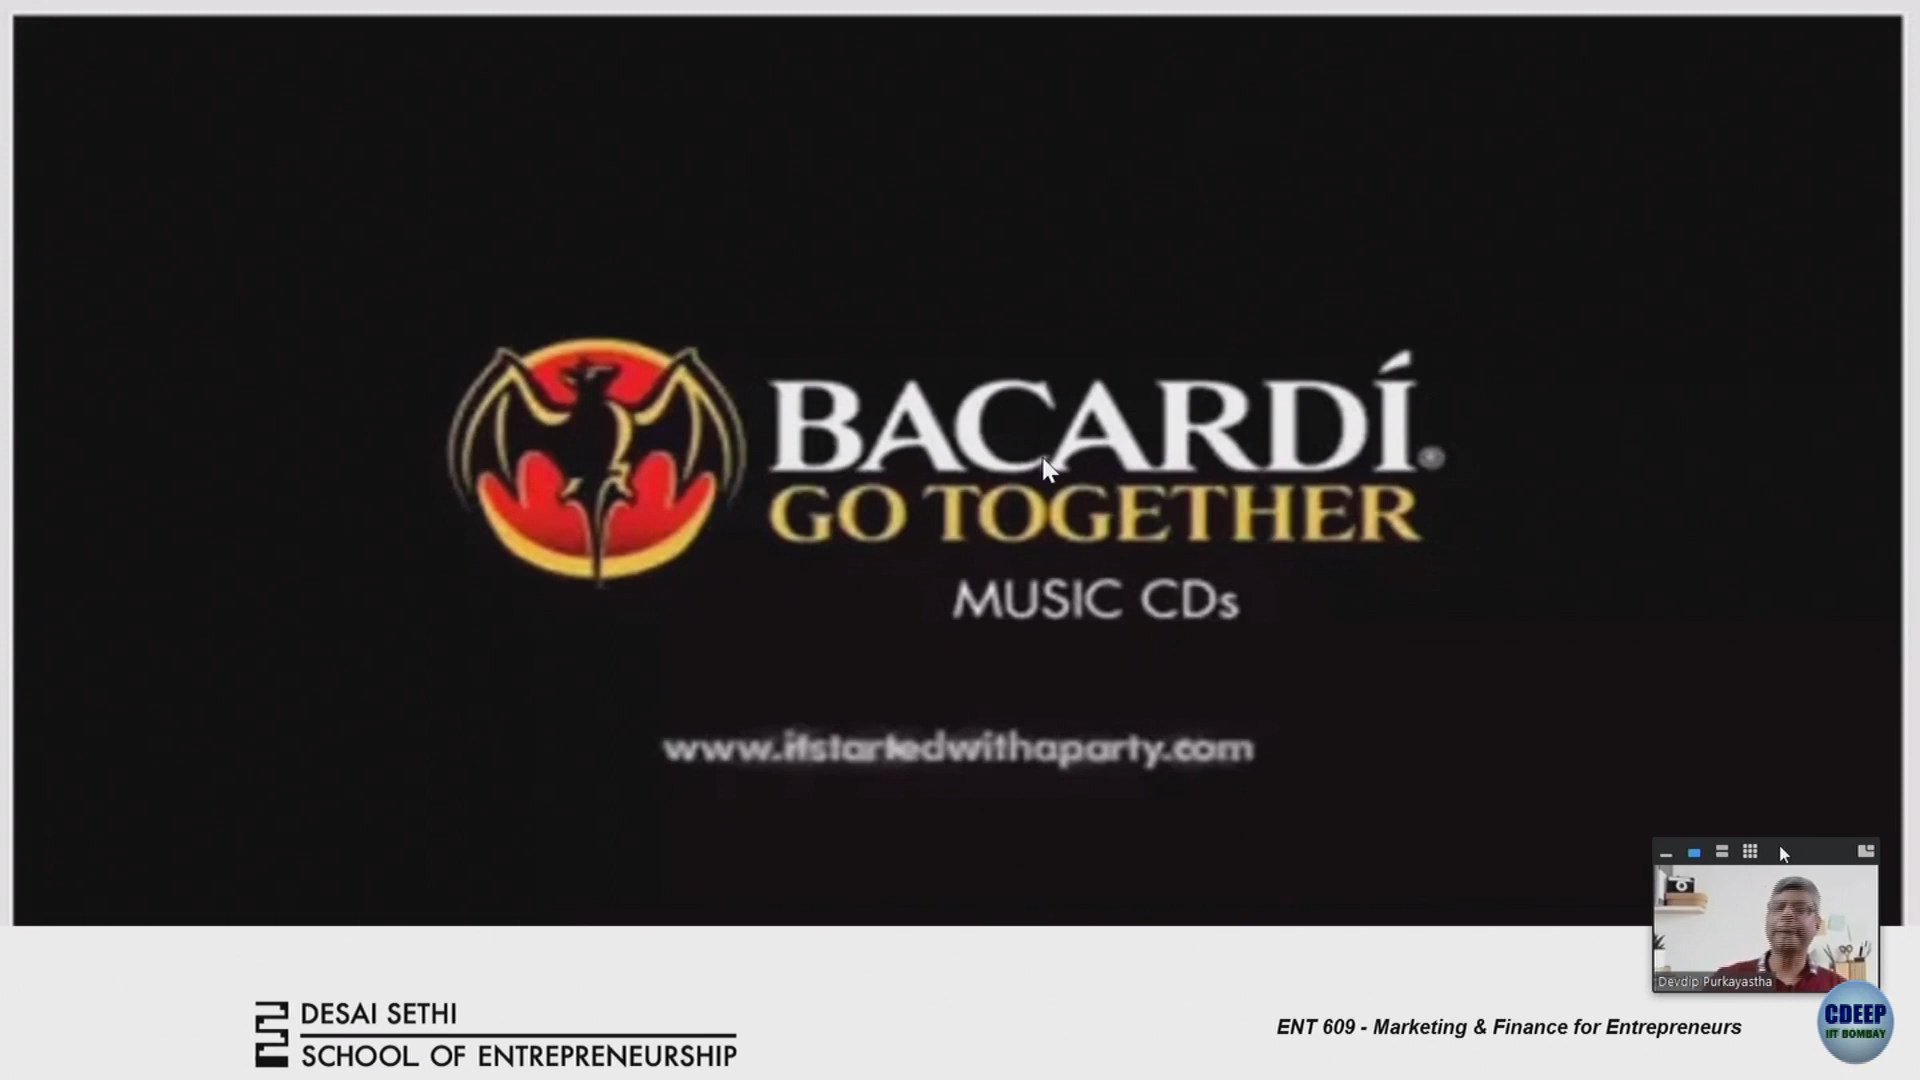 BACARDÍ®
GO TOGETHER
MUSIC CDs
www.itstartedwithaparty.com
Devdip Purkayastha
DESAI SETHI
SCHOOL OF ENTREPRENEURSHIP
ENT 609 - Marketing & Finance for Entrepreneurs
CDEEP
IIT BOMBAY